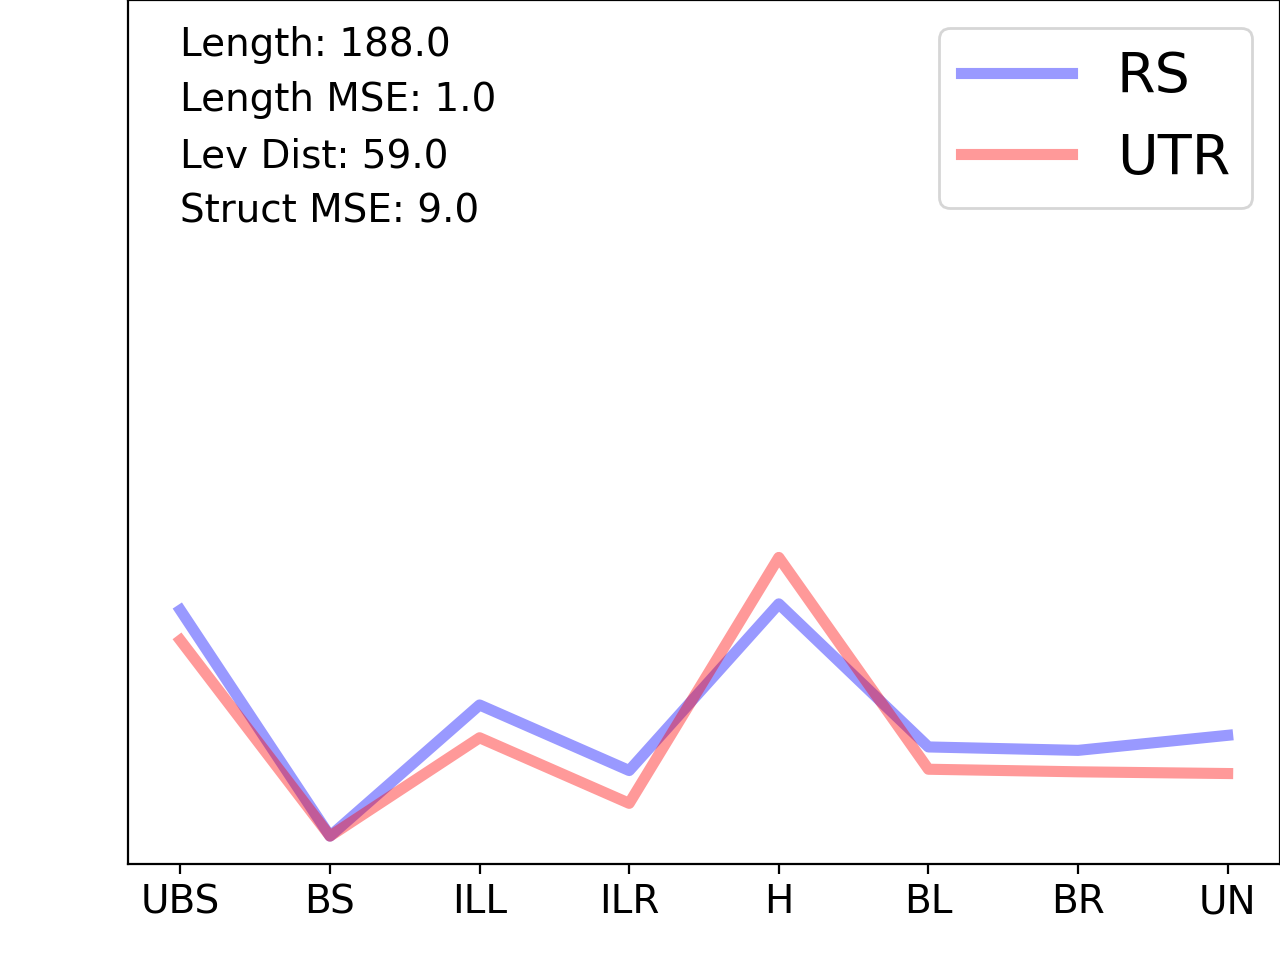 Length: 188.0
Length MSE: 1.0
Lev Dist: 59.0
Struct MSE: 9.0
RS
UTR
UBS BS ILL ILR H BL BR UN